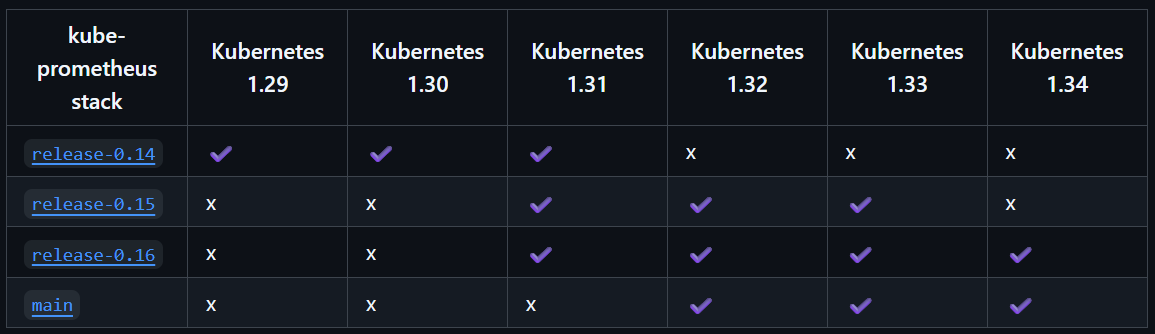 kube-
prometheus
stack
Kubernetes
1.29
Kubernetes
1.30
Kubernetes
1.31
Kubernetes
1.32
Kubernetes
1.33
Kubernetes
1.34
release-0.14 ✔ ✔ ✔ x x x
release-0.15 x x ✔ ✔ ✔ x
release-0.16 x x ✔ ✔ ✔ ✔
main x x x ✔ ✔ ✔